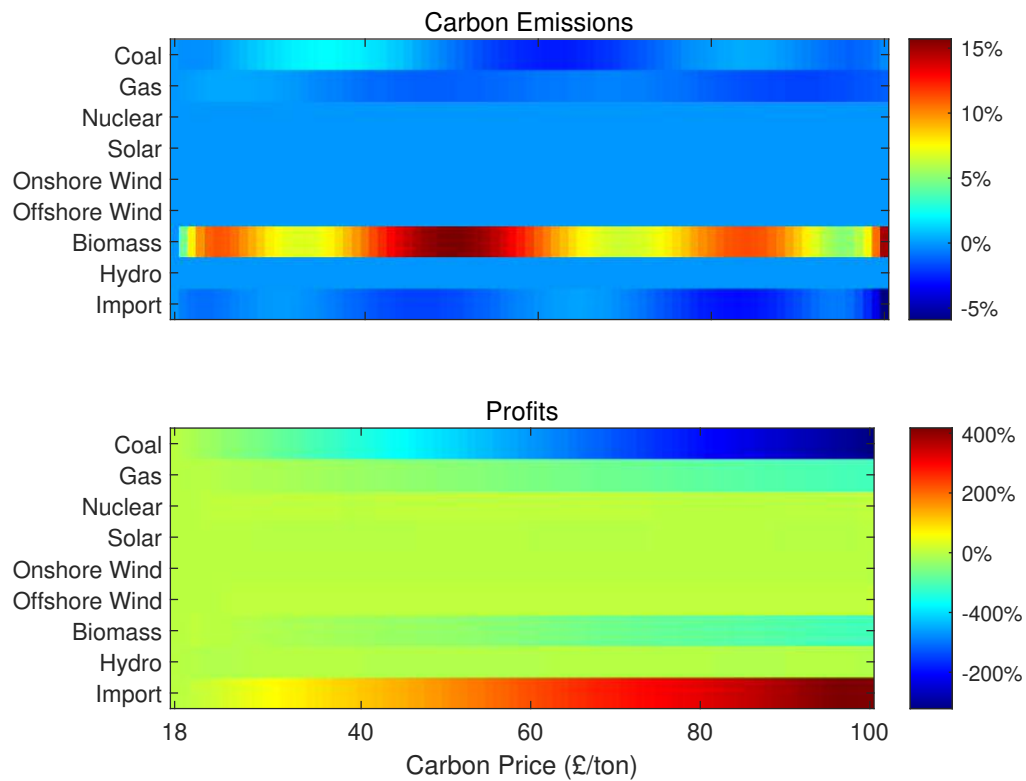 Carbon Emissions
Coal
Gas
Nuclear
Solar
Onshore Wind
Offshore Wind
Biomass
Hydro
Import
15%
10%
5%
0%
-5%
Profits
Coal
Gas
Nuclear
Solar
Onshore Wind
Offshore Wind
Biomass
Hydro
Import
400%
200%
0%
-400%
-200%
18 40 60 80 100
Carbon Price (£/ton)